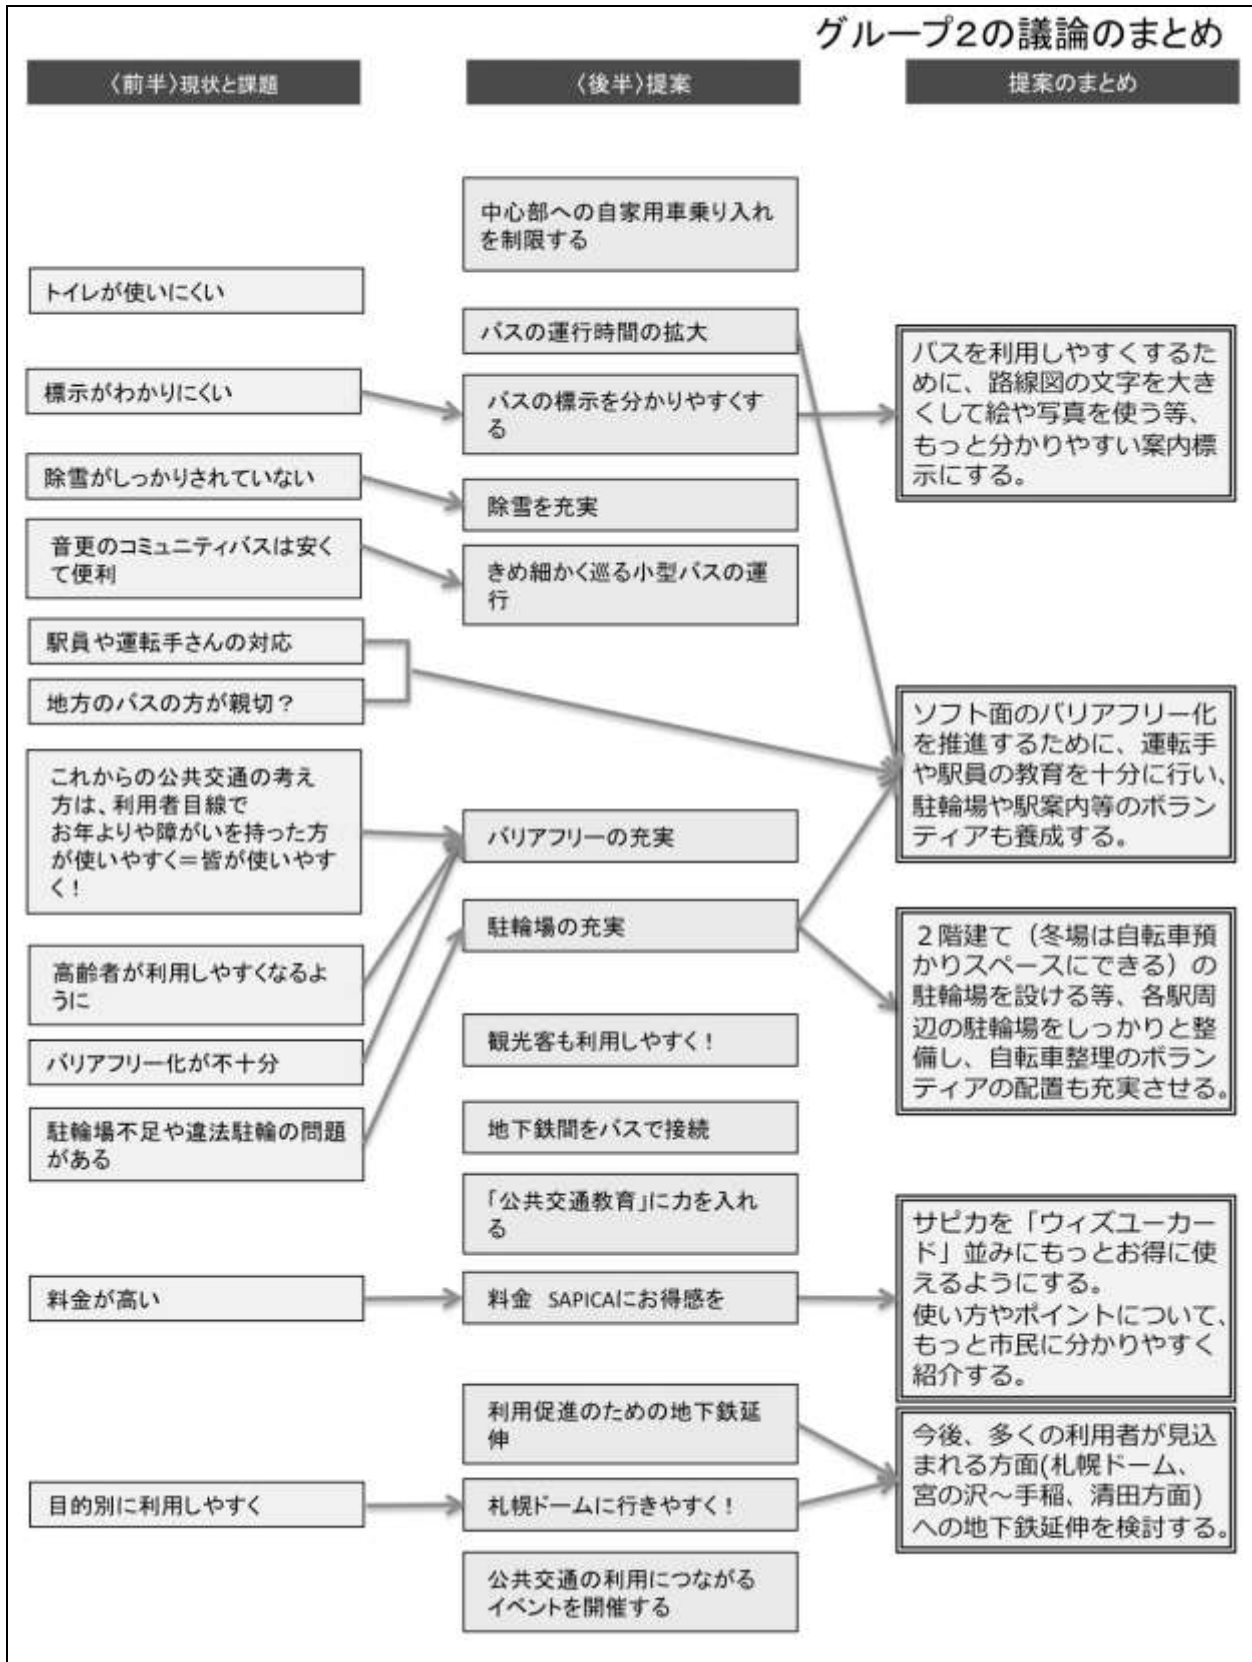 グループ2の議論のまとめ
〈前半〉現状と課題
トイレが使いにくい
標示がわかりにくい
除雪がしっかりされていない
音更のコミュニティバスは安く
て便利
駅員や運転手さんの対応
地方のバスの方が親切？
これからの公共交通の考え
方は、利用者目線で
お年よりや障がいを持った方
が使いやすく＝皆が使いやす
く！
高齢者が利用しやすくなるよ
うに
バリアフリー化が不十分
駐輪場不足や違法駐輪の問題
がある
料金が高い
目的別に利用しやすく
〈後半〉提案
中心部への自家用車乗り入れ
を制限する
バスの運行時間の拡大
バスの標示を分かりやすくす
る
除雪を充実
きめ細かく巡る小型バスの運
行
バリアフリーの充実
駐輪場の充実
観光客も利用しやすく！
地下鉄間をバスで接続
「公共交通教育」に力を入れ
る
料金　SAPICAにお得感を
利用促進のための地下鉄延
伸
札幌ドームに行きやすく！
公共交通の利用につながる
イベントを開催する
提案のまとめ
バスを利用しやすくするた
めに、路線図の文字を大き
くして絵や写真を使う等、
もっと分かりやすい案内標
示にする。
ソフト面のバリアフリー化
を推進するために、運転手
や駅員の教育を十分に行い、
駐輪場や駅案内等のボラン
ティアも養成する。
２階建て（冬場は自転車預
かりスペースにできる）の
駐輪場を設ける等、各駅周
辺の駐輪場をしっかりと整
備し、自転車整理のボラン
ティアの配置も充実させる。
サピカを「ウィズユーカー
ド」並みにもっとお得に使
えるようにする。
使い方やポイントについて、
もっと市民に分かりやすく
紹介する。
今後、多くの利用者が見込
まれる方面(札幌ドーム、
宮の沢～手稲、清田方面)
への地下鉄延伸を検討する。